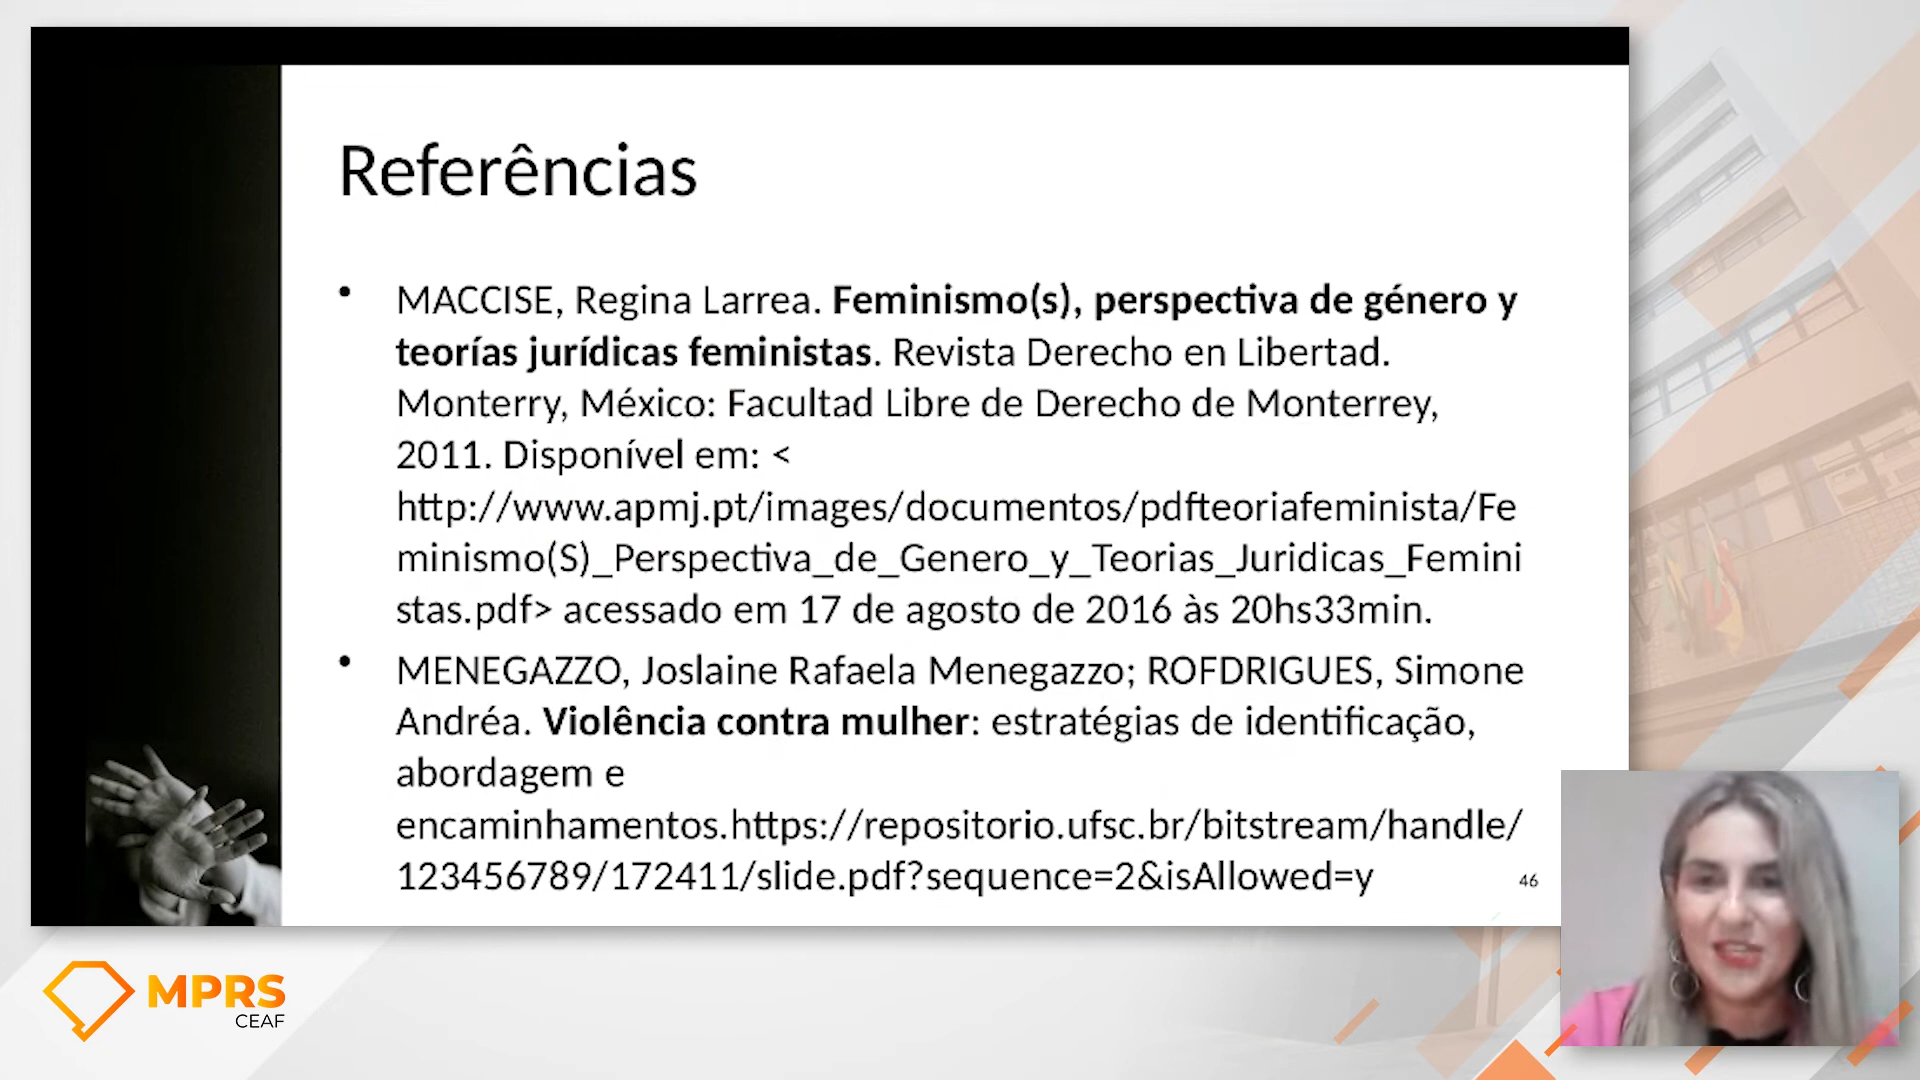 Referências
• MACCISE, Regina Larrea. Feminismo(s), perspectiva de género y
teorías jurídicas feministas. Revista Derecho en Libertad.
Monterry, México: Facultad Libre de Derecho de Monterrey,
2011. Disponível em: <
http://www.apmj.pt/images/documentos/pdfteoriafeminista/Fe
minismo(S)_Perspectiva_de_Genero_y_Teorias_Juridicas_Femini
stas.pdf> acessado em 17 de agosto de 2016 às 20hs33min.
• MENEGAZZO, Joslaine Rafaela Menegazzo; ROFDRIGUES, Simone
Andréa. Violência contra mulher: estratégias de identificação,
abordagem e
encaminhamentos.https://repositorio.ufsc.br/bitstream/handle/
123456789/172411/slide.pdf?sequence=2&isAllowed=y
46
MPRS
CEAF